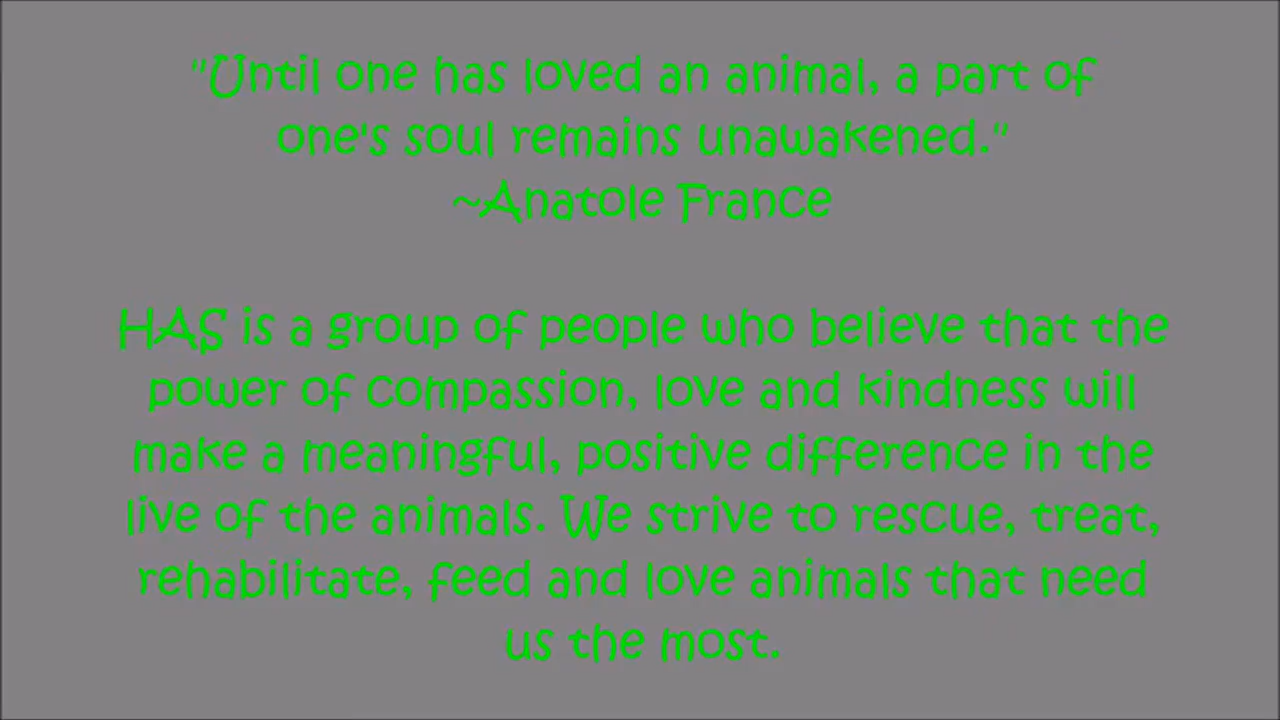 "Until one has loved an animal, a part of
one's soul remains unawakened."
~Anatole France
HAS is a group of people who believe that the
power of compassion, love and kindness will
make a meaningful, positive difference in the
live of the animals. We strive to rescue, treat,
rehabilitate, feed and love animals that need
us the most.